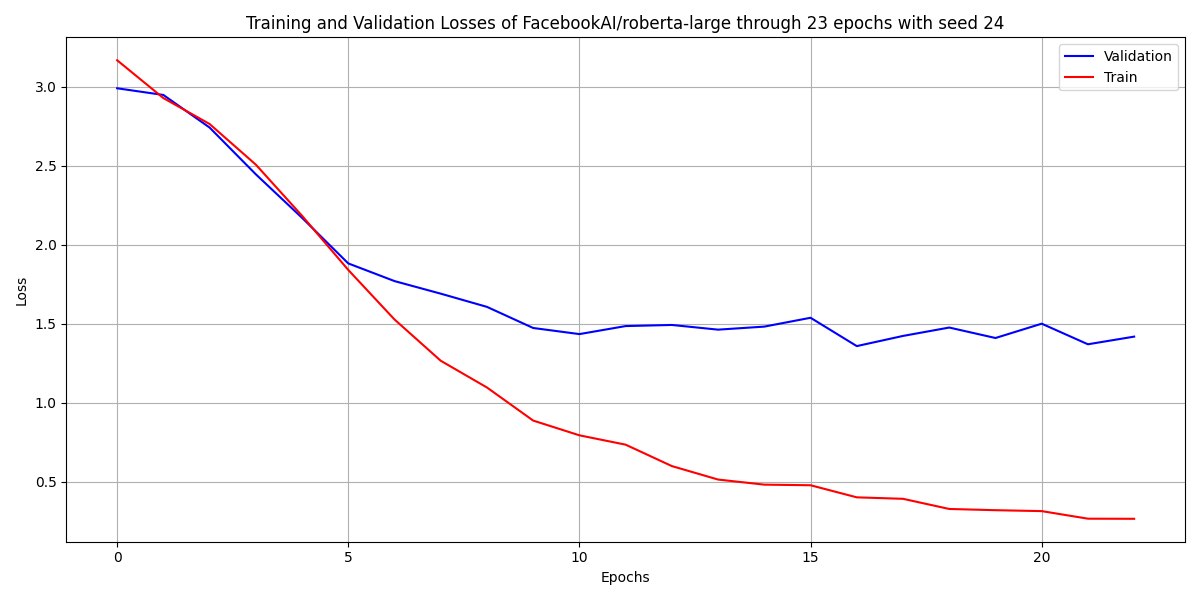 Training and Validation Losses of FacebookAI/roberta-large through 23 epochs with seed 24
Validation
Train
3.0
2.5
2.0
1.5
1.0
0.5
Loss
0
5
10
15
20
Epochs